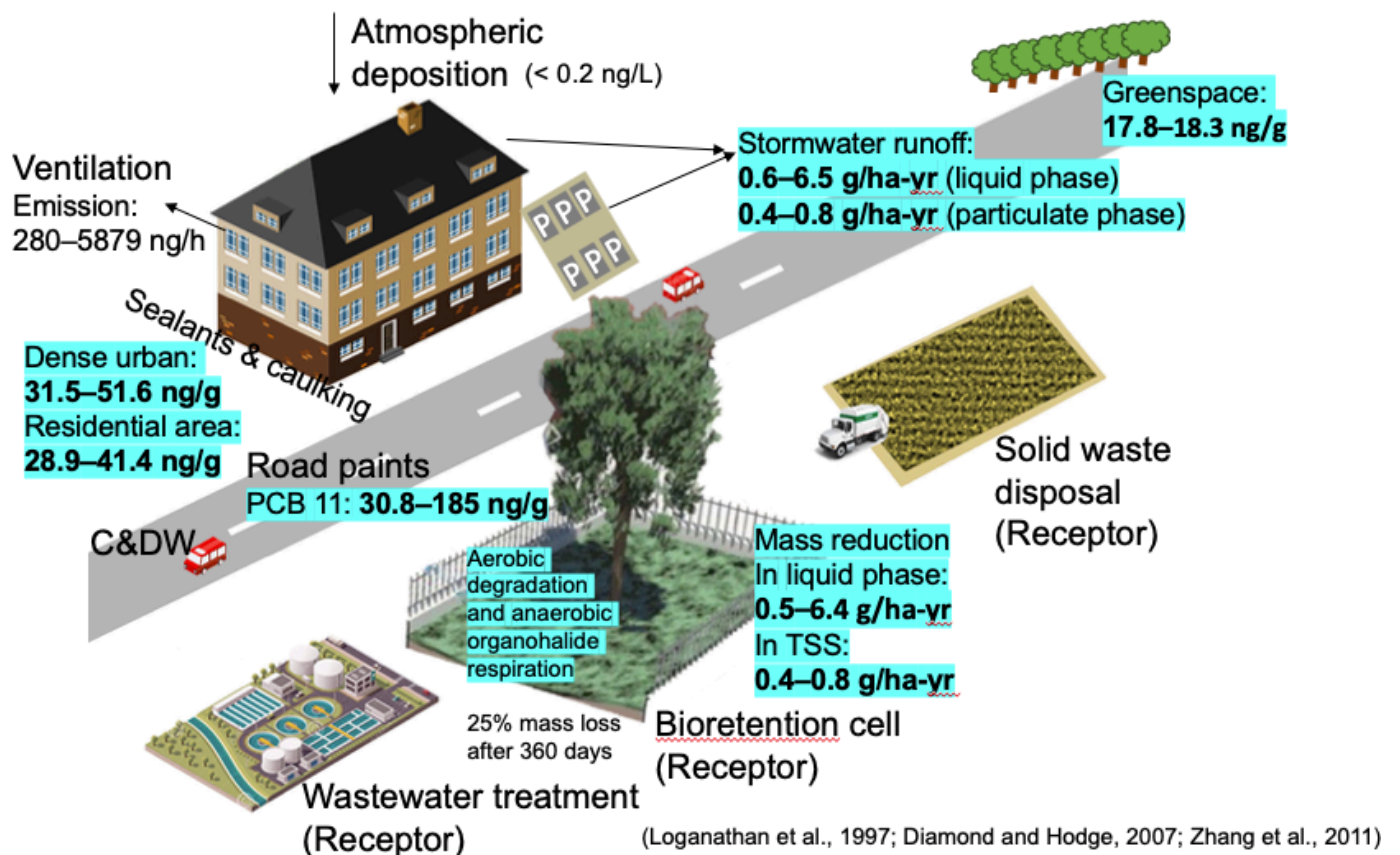 Atmospheric
deposition (< 0.2 ng/L)
Greenspace:
17.8–18.3 ng/g
Stormwater runoff:
0.6–6.5 g/ha-yr (liquid phase)
0.4–0.8 g/ha-yr (particulate phase)
Ventilation
Emission:
280–5879 ng/h
P P P
P P P
Sealants & caulking
Dense urban:
31.5–51.6 ng/g
Residential area:
28.9–41.4 ng/g
Road paints
PCB 11: 30.8–185 ng/g
C&DW
Solid waste
disposal
(Receptor)
Aerobic
degradation
and anaerobic
organohalide
respiration
Mass reduction
In liquid phase:
0.5–6.4 g/ha-yr
In TSS:
0.4–0.8 g/ha-yr
25% mass loss
after 360 days
Bioretention cell
(Receptor)
Wastewater treatment
(Receptor)
(Loganathan et al., 1997; Diamond and Hodge, 2007; Zhang et al., 2011)